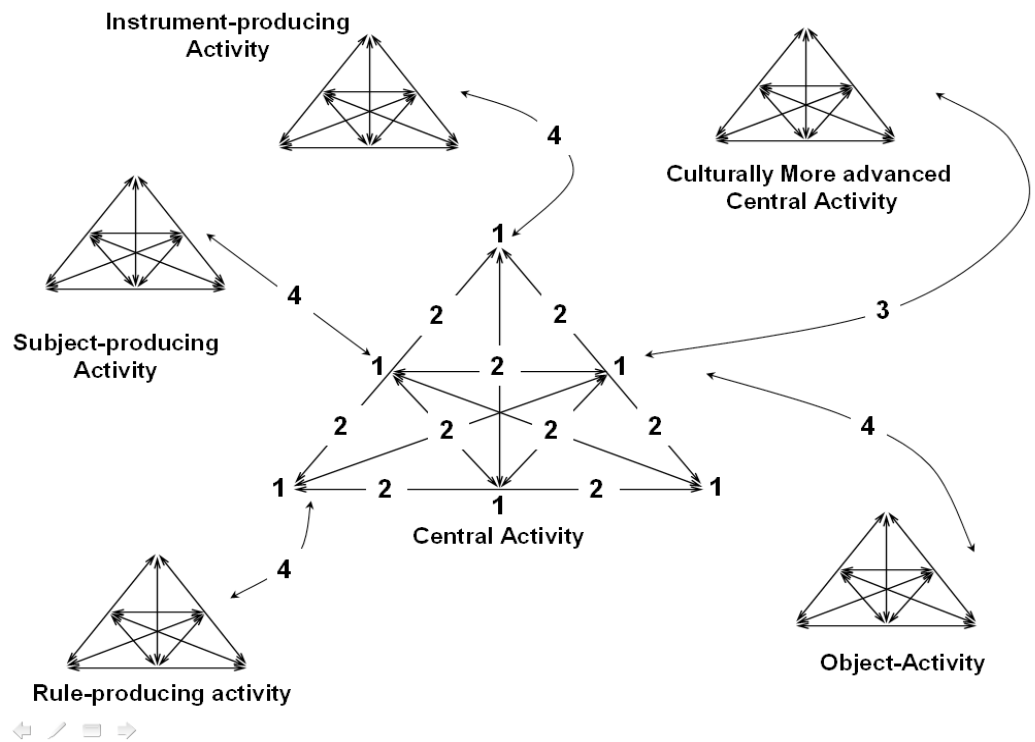 Instrument-producing
Activity
4
Culturally More advanced
Central Activity
1
4
2
2
3
Subject-producing
Activity
1
2
1
4
2
2
2
2
1
2
2
1
1
Central Activity
4
Rule-producing activity
Object-Activity